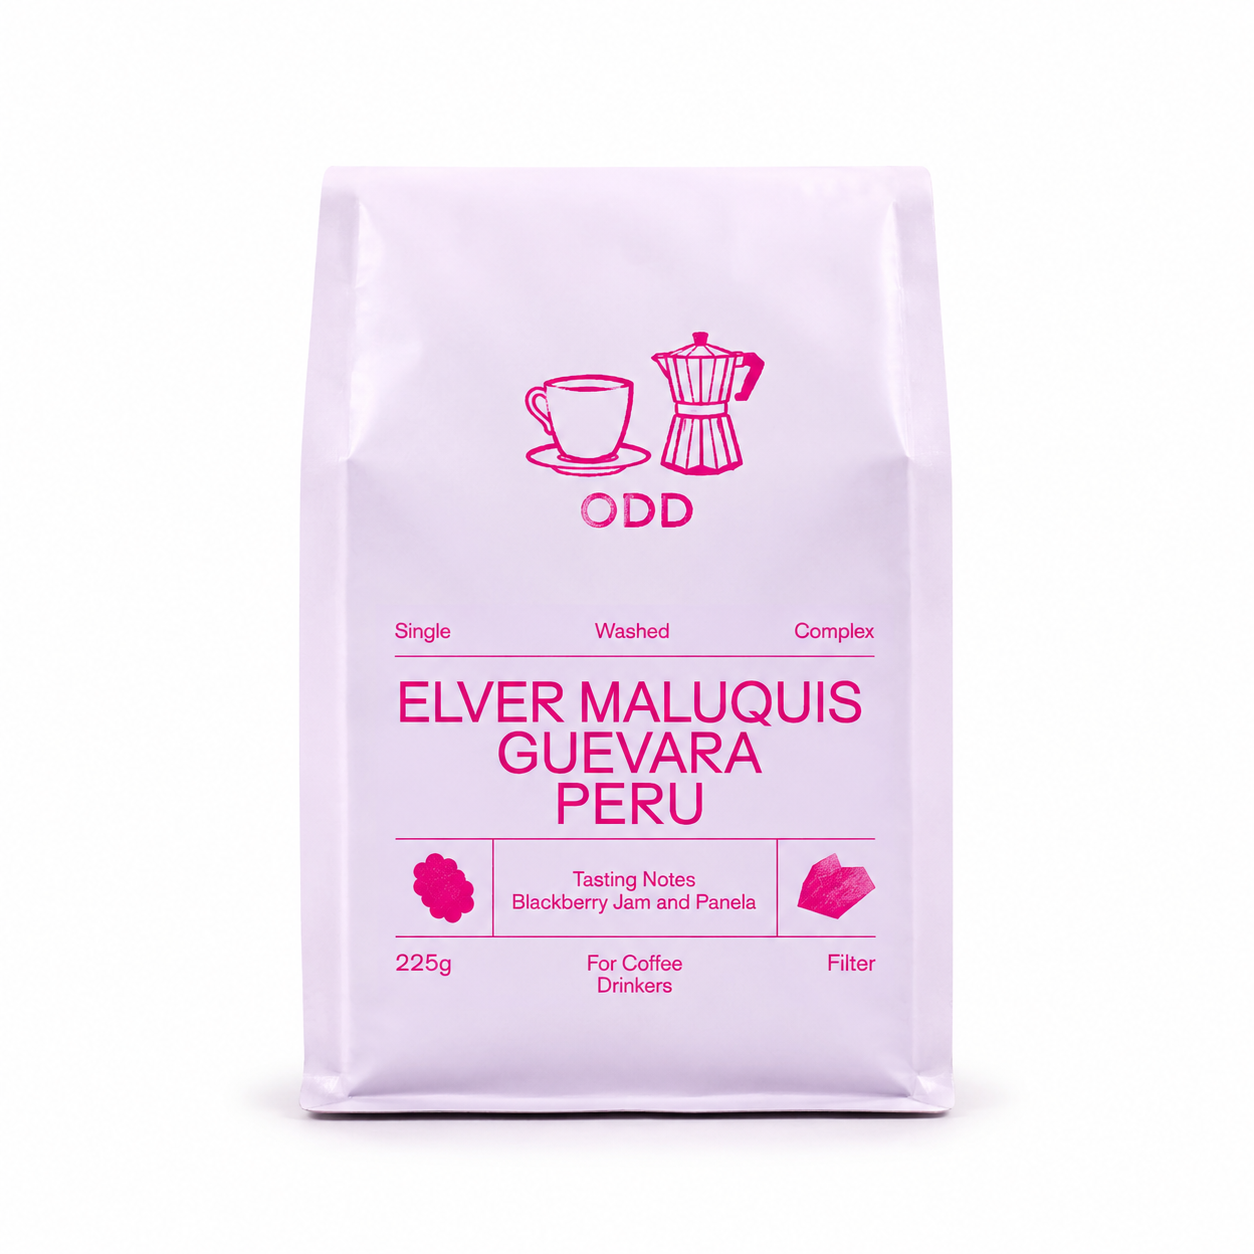 ODD
Single Washed Complex
ELVER MALUQUIS
GUEVARA
PERU
Tasting Notes
Blackberry Jam and Panela
225g For Coffee Filter
Drinkers